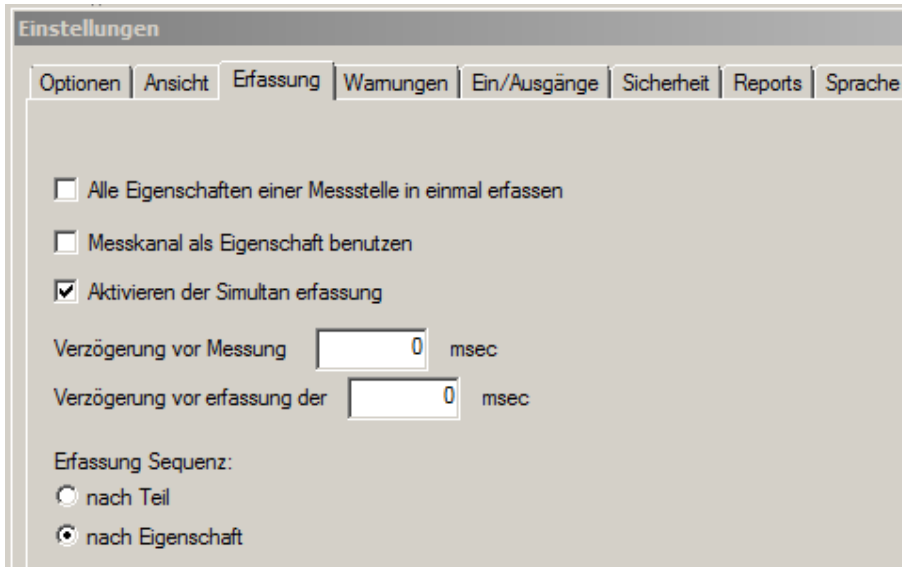 Einstellungen
Optionen Ansicht Erfassung Warnungen Ein/Ausgänge Sicherheit Reports Sprache
Alle Eigenschaften einer Messstelle in einmal erfassen
Messkanal als Eigenschaft benutzen
Aktivieren der Simultan erfassung
Verzögerung vor Messung 0 msec
Verzögerung vor erfassung der 0 msec
Erfassung Sequenz:
nach Teil
nach Eigenschaft